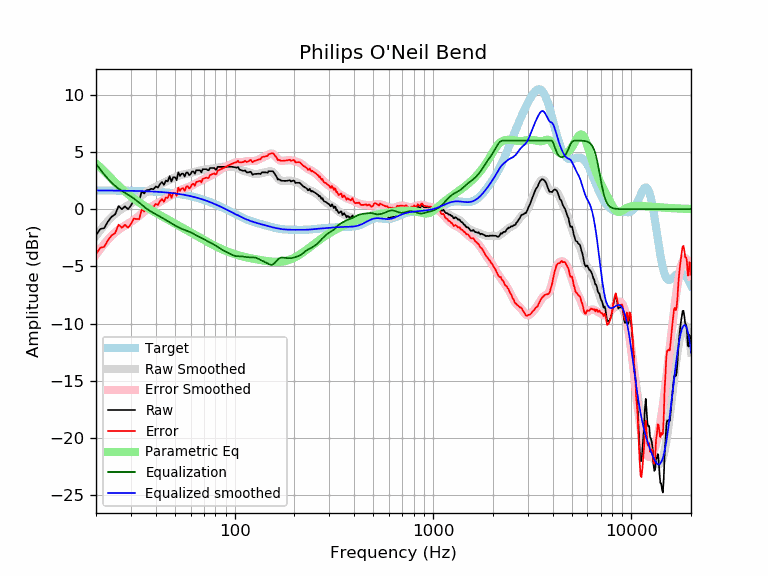 Philips O'Neil Bend
10
5
0
−5
−10
−15
−20
−25
Amplitude (dBr)
Target
Raw Smoothed
Error Smoothed
Raw
Error
Parametric Eq
Equalization
Equalized smoothed
100 1000 10000
Frequency (Hz)